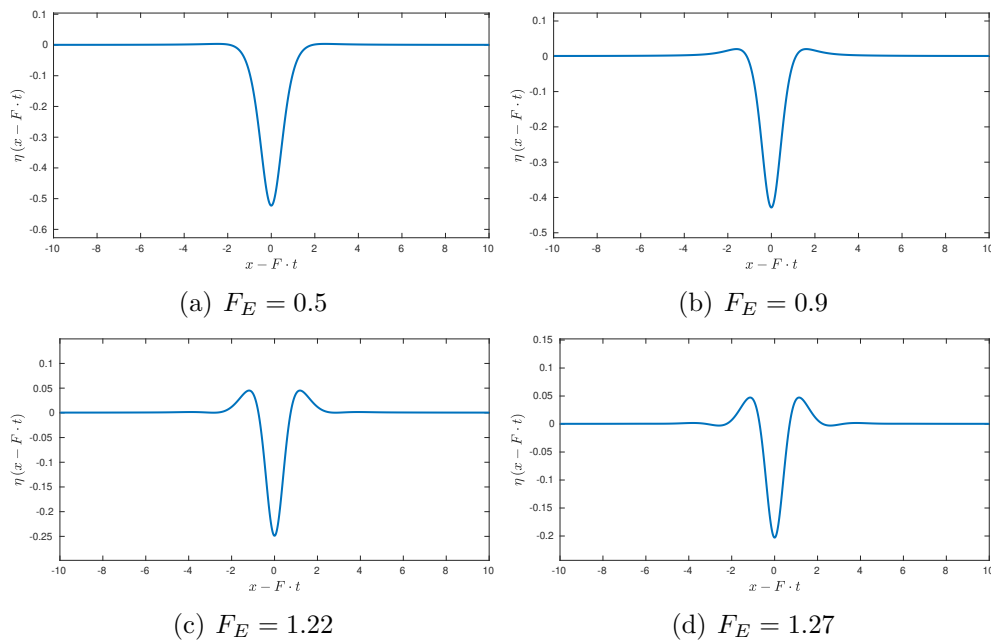 0.1
0
-0.1
-0.2
-0.3
-0.4
-0.5
-0.6
η (x − F · t)
-10 -8 -6 -4 -2 0 2 4 6 8 10
x − F · t
(a) F_E = 0.5
0.1
0
-0.1
-0.2
-0.3
-0.4
-0.5
η (x − F · t)
-10 -8 -6 -4 -2 0 2 4 6 8 10
x − F · t
(b) F_E = 0.9
0.1
0.05
0
-0.05
-0.1
-0.15
-0.2
-0.25
η (x − F · t)
-10 -8 -6 -4 -2 0 2 4 6 8 10
x − F · t
(c) F_E = 1.22
0.15
0.1
0.05
0
-0.05
-0.1
-0.15
-0.2
η (x − F · t)
-10 -8 -6 -4 -2 0 2 4 6 8 10
x − F · t
(d) F_E = 1.27